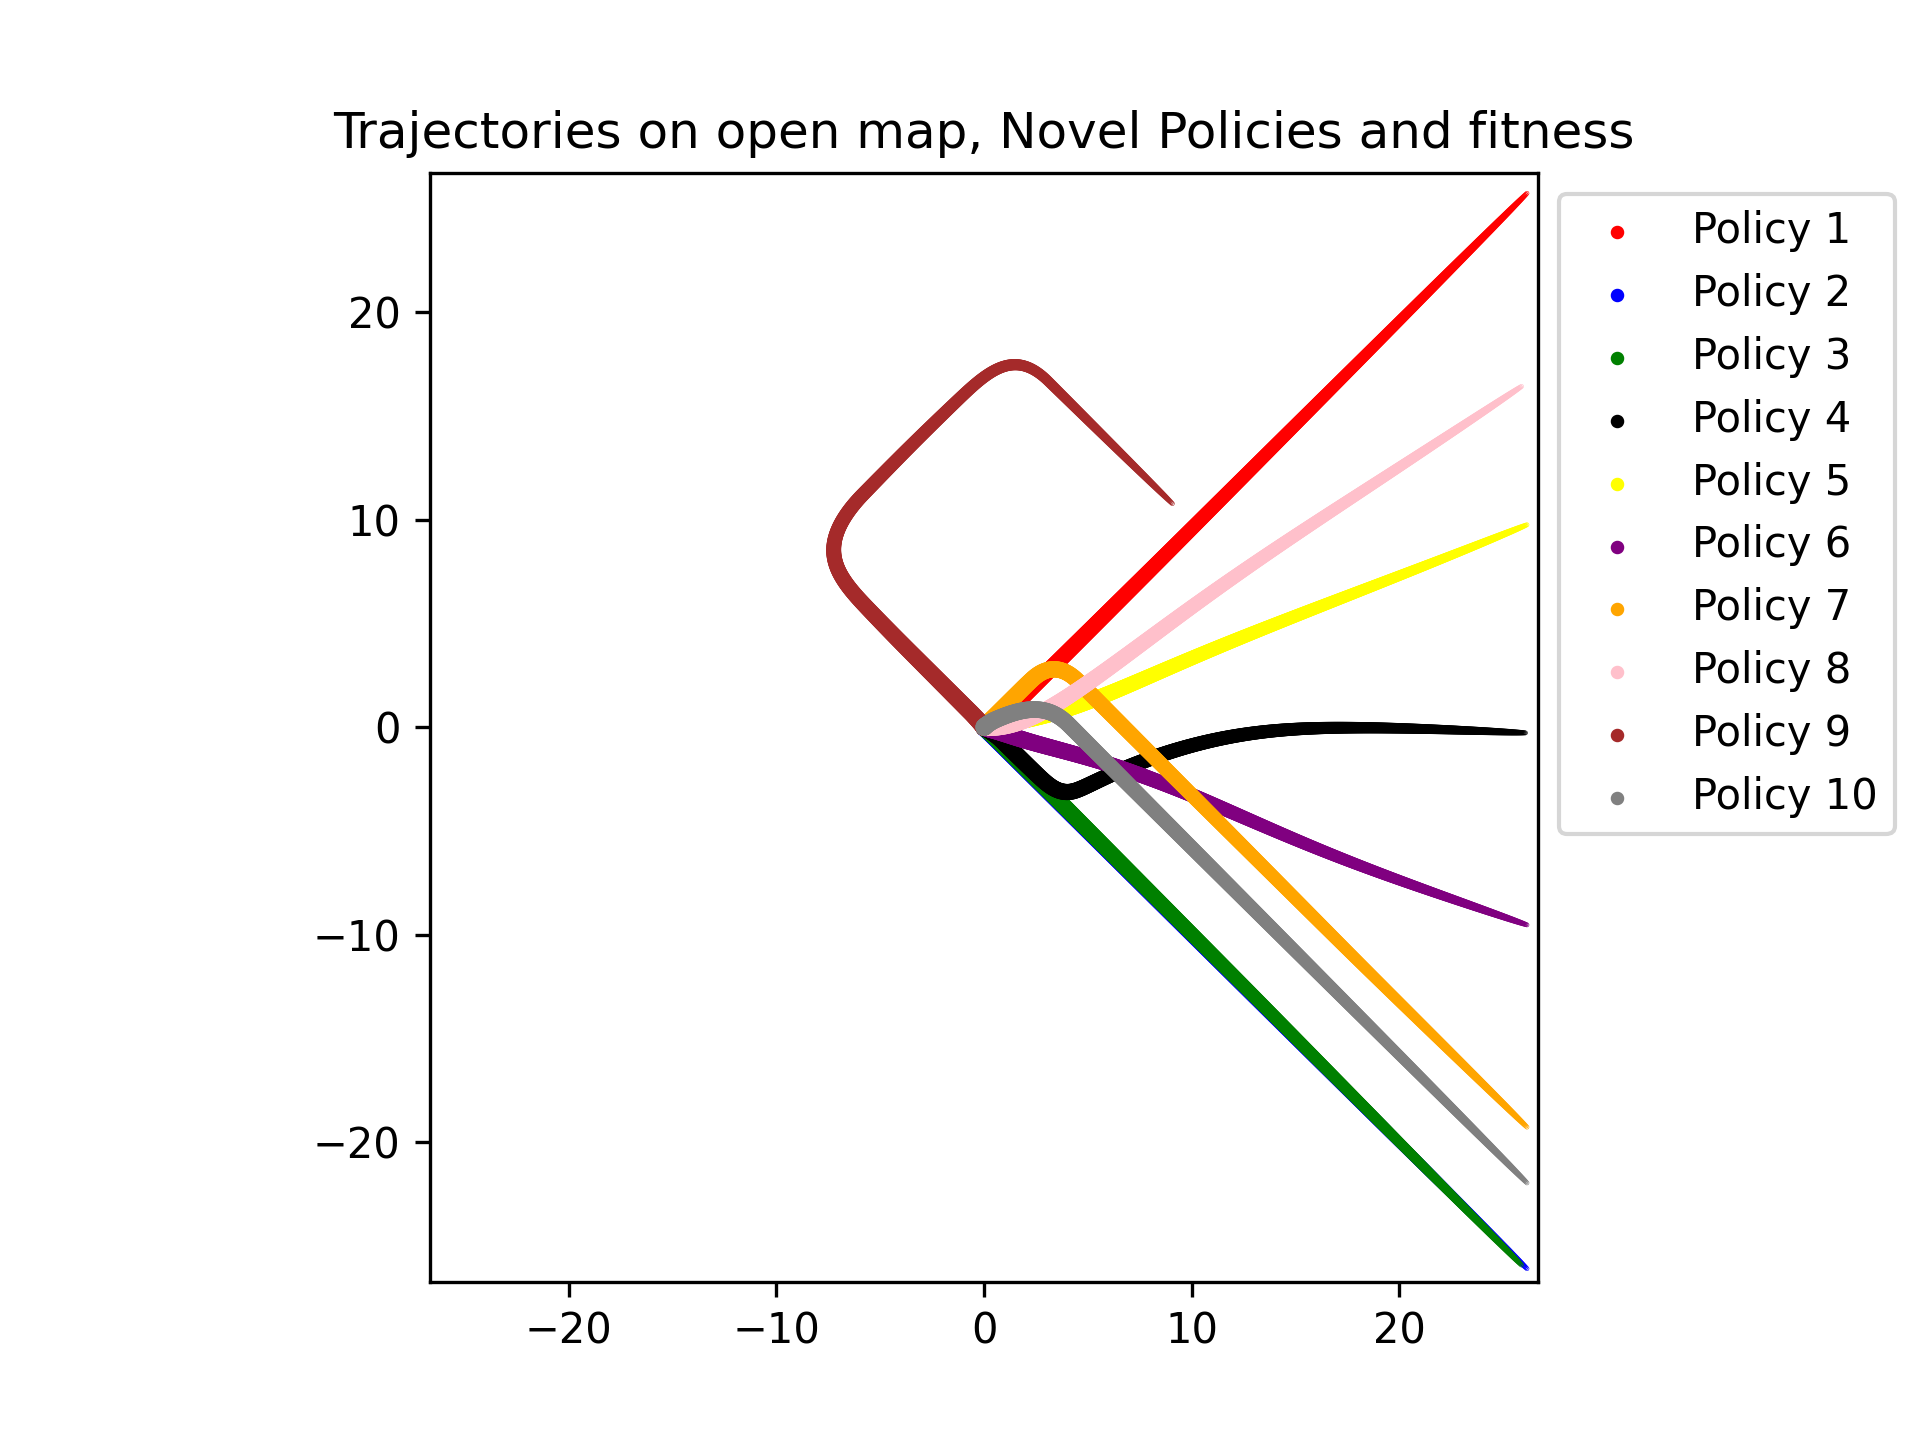 Trajectories on open map, Novel Policies and fitness
20
10
0
−10
−20
−20
−10
0
10
20
Policy 1
Policy 2
Policy 3
Policy 4
Policy 5
Policy 6
Policy 7
Policy 8
Policy 9
Policy 10